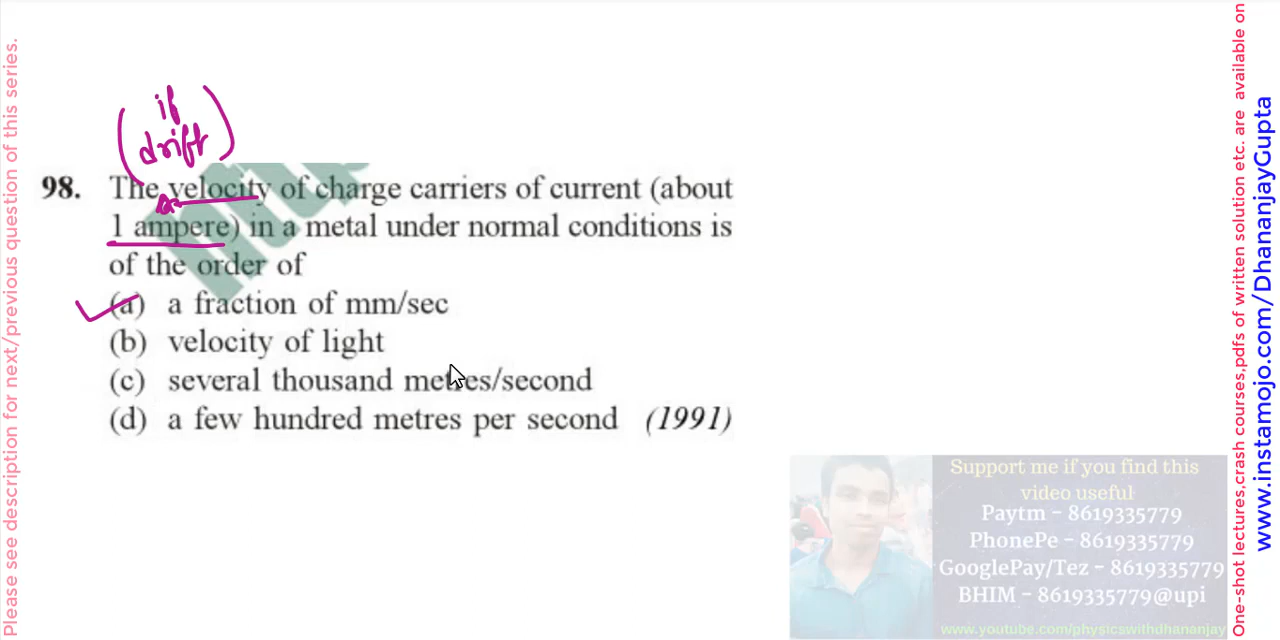 Please see description for next/previous question of this series.
( if
drift )
98. The velocity of charge carriers of current (about
1 ampere) in a metal under normal conditions is
of the order of
(a) a fraction of mm/sec
(b) velocity of light
(c) several thousand metres/second
(d) a few hundred metres per second (1991)
Support me if you find this
video useful
Paytm - 8619335779
PhonePe - 8619335779
GooglePay/Tez - 8619335779
BHIM - 8619335779@upi
www.youtube.com/physicswithdhananjay
One-shot lectures,crash courses,pdfs of written solution etc. are available on
www.instamojo.com/DhananjayGupta